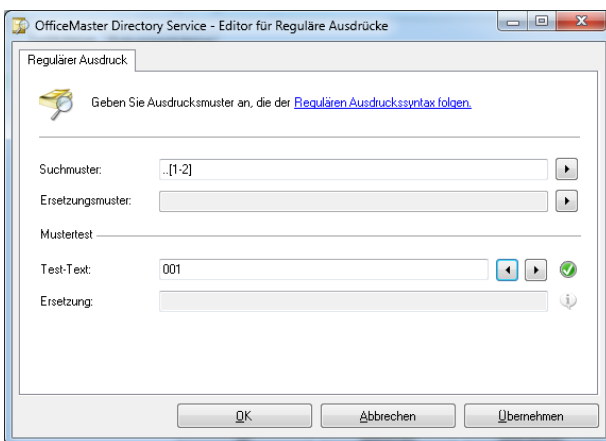 OfficeMaster Directory Service - Editor für Reguläre Ausdrücke
Regulärer Ausdruck
Geben Sie Ausdrucksmuster an, die der Regulären Ausdruckssyntax folgen.
Suchmuster: ..[1-2]
Ersetzungsmuster:
Mustertest
Test-Text: 001
Ersetzung:
OK Abbrechen Übernehmen